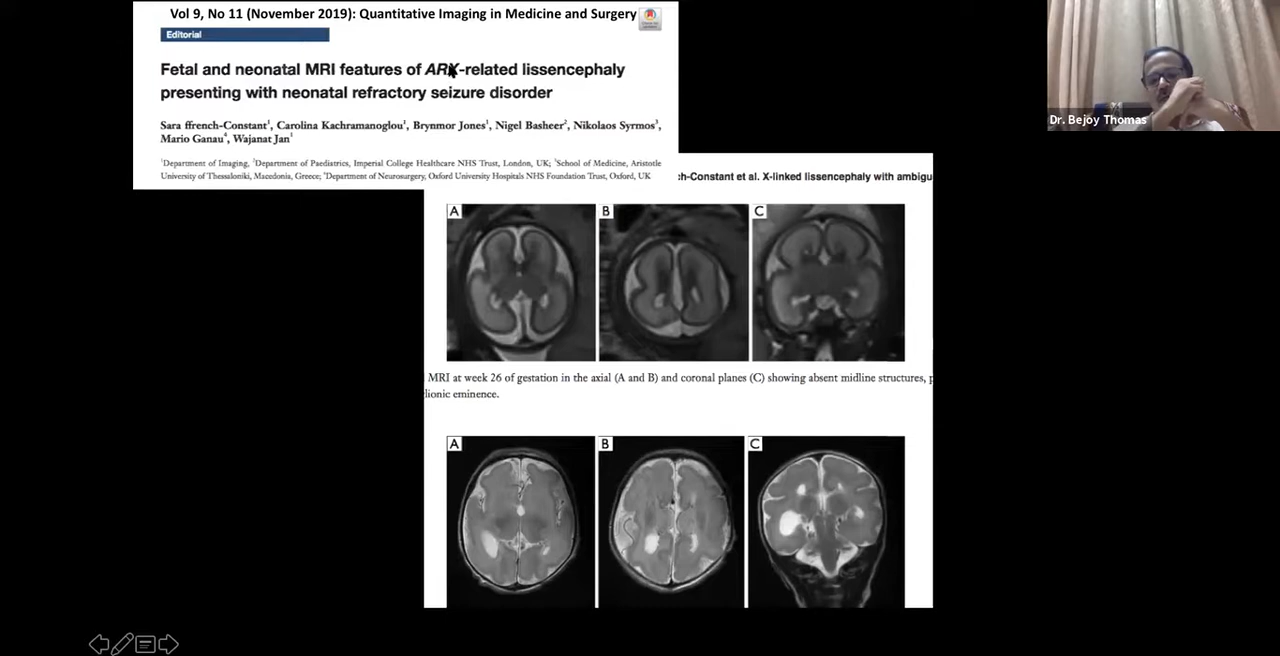 Vol 9, No 11 (November 2019): Quantitative Imaging in Medicine and Surgery
Editorial
Fetal and neonatal MRI features of ARX-related lissencephaly
presenting with neonatal refractory seizure disorder
Sara ffrench-Constant1, Carolina Kachramanoglou1, Brynmor Jones1, Nigel Basheer2, Nikolaos Syrmos3,
Mario Ganau4, Wajanat Jan1
1Department of Imaging, 2Department of Paediatrics, Imperial College Healthcare NHS Trust, London, UK; 3School of Medicine, Aristotle
University of Thessaloniki, Macedonia, Greece; 4Department of Neurosurgery, Oxford University Hospitals NHS Foundation Trust, Oxford, UK
Dr. Bejoy Thomas
ch-Constant et al. X-linked lissencephaly with ambigu
A B C
MRI at week 26 of gestation in the axial (A and B) and coronal planes (C) showing absent midline structures, p
lionic eminence.
A B C